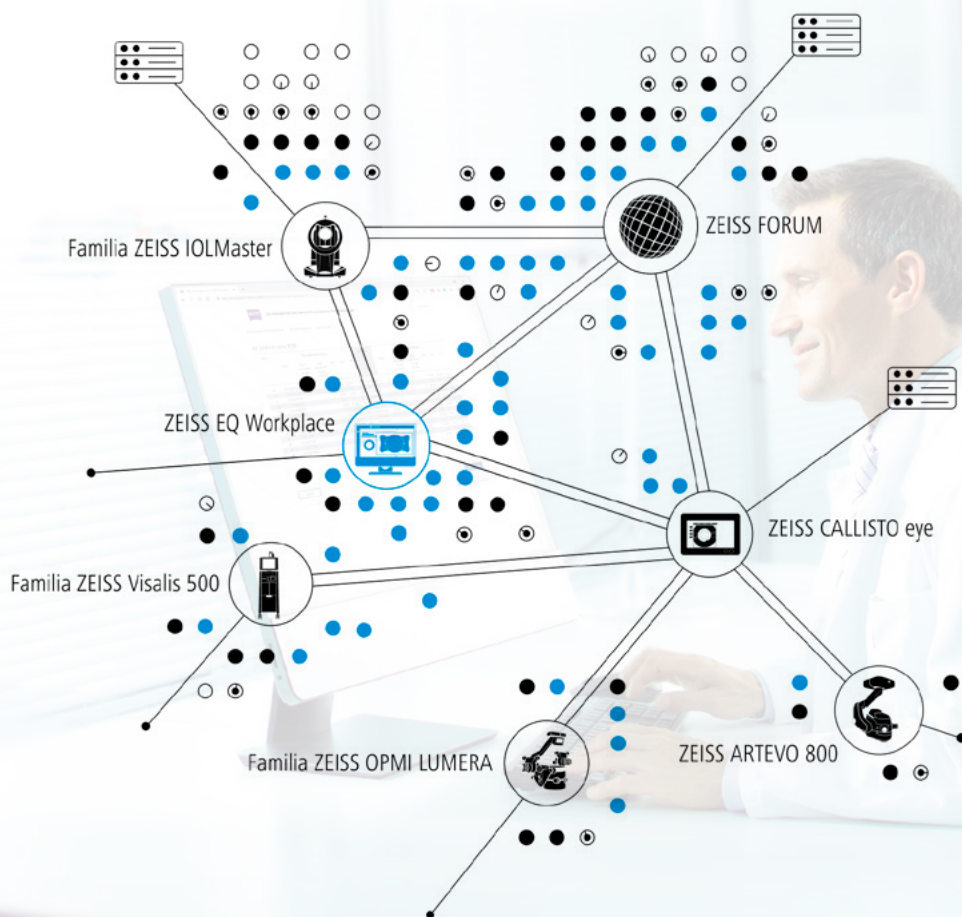 Familia ZEISS IOLMaster
ZEISS FORUM
ZEISS EQ Workplace
ZEISS CALLISTO eye
Familia ZEISS Visalis 500
Familia ZEISS OPMI LUMERA
ZEISS ARTEVO 800